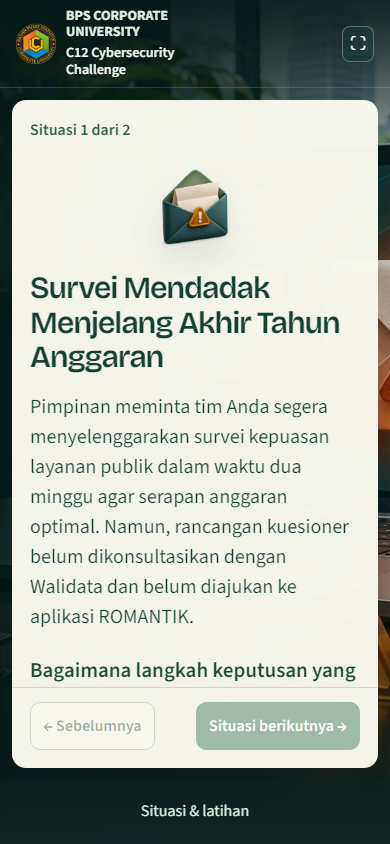 BPS CORPORATE
UNIVERSITY
C12 Cybersecurity
Challenge
Situasi 1 dari 2
Survei Mendadak
Menjelang Akhir Tahun
Anggaran
Pimpinan meminta tim Anda segera
menyelenggarakan survei kepuasan
layanan publik dalam waktu dua
minggu agar serapan anggaran
optimal. Namun, rancangan kuesioner
belum dikonsultasikan dengan
Walidata dan belum diajukan ke
aplikasi ROMANTIK.
Bagaimana langkah keputusan yang
← Sebelumnya
Situasi berikutnya →
Situasi & latihan